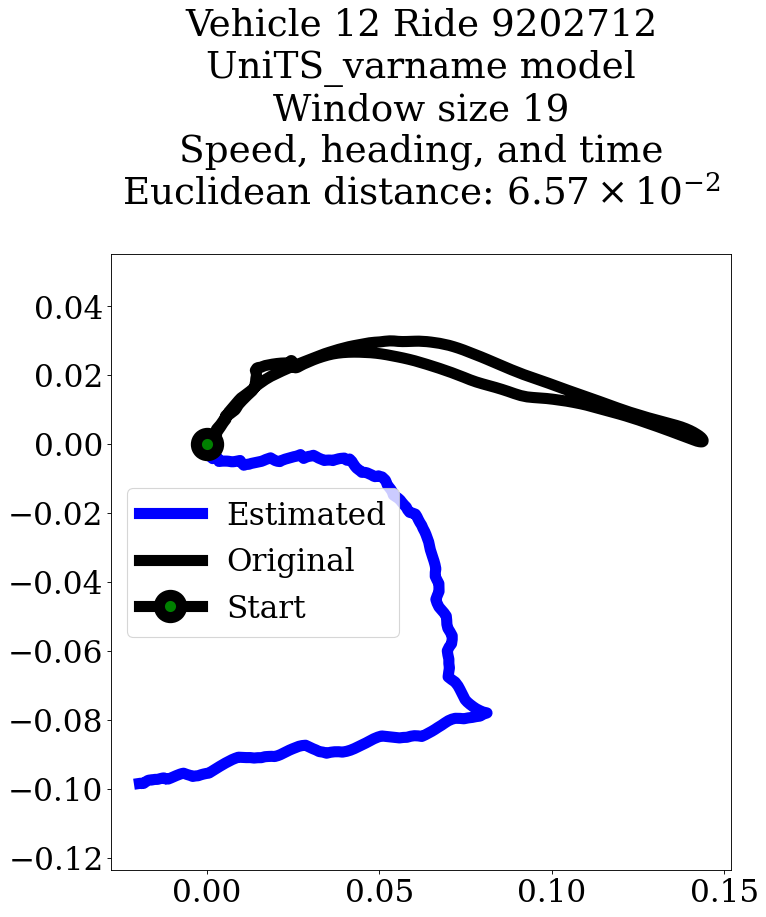 Vehicle 12 Ride 9202712
UniTS_varname model
Window size 19
Speed, heading, and time
Euclidean distance: 6.57 × 10⁻²
0.04
0.02
0.00
−0.02
−0.04
−0.06
−0.08
−0.10
−0.12
Estimated
Original
Start
0.00 0.05 0.10 0.15